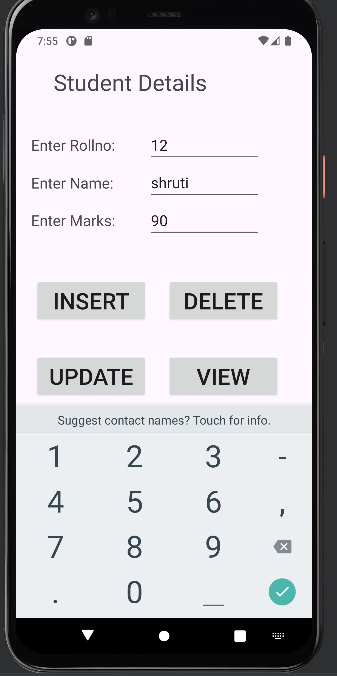 7:55
Student Details
Enter Rollno: 12
Enter Name: shruti
Enter Marks: 90
INSERT DELETE
UPDATE VIEW
Suggest contact names? Touch for info.
1 2 3 -
4 5 6 ,
7 8 9
. 0 _